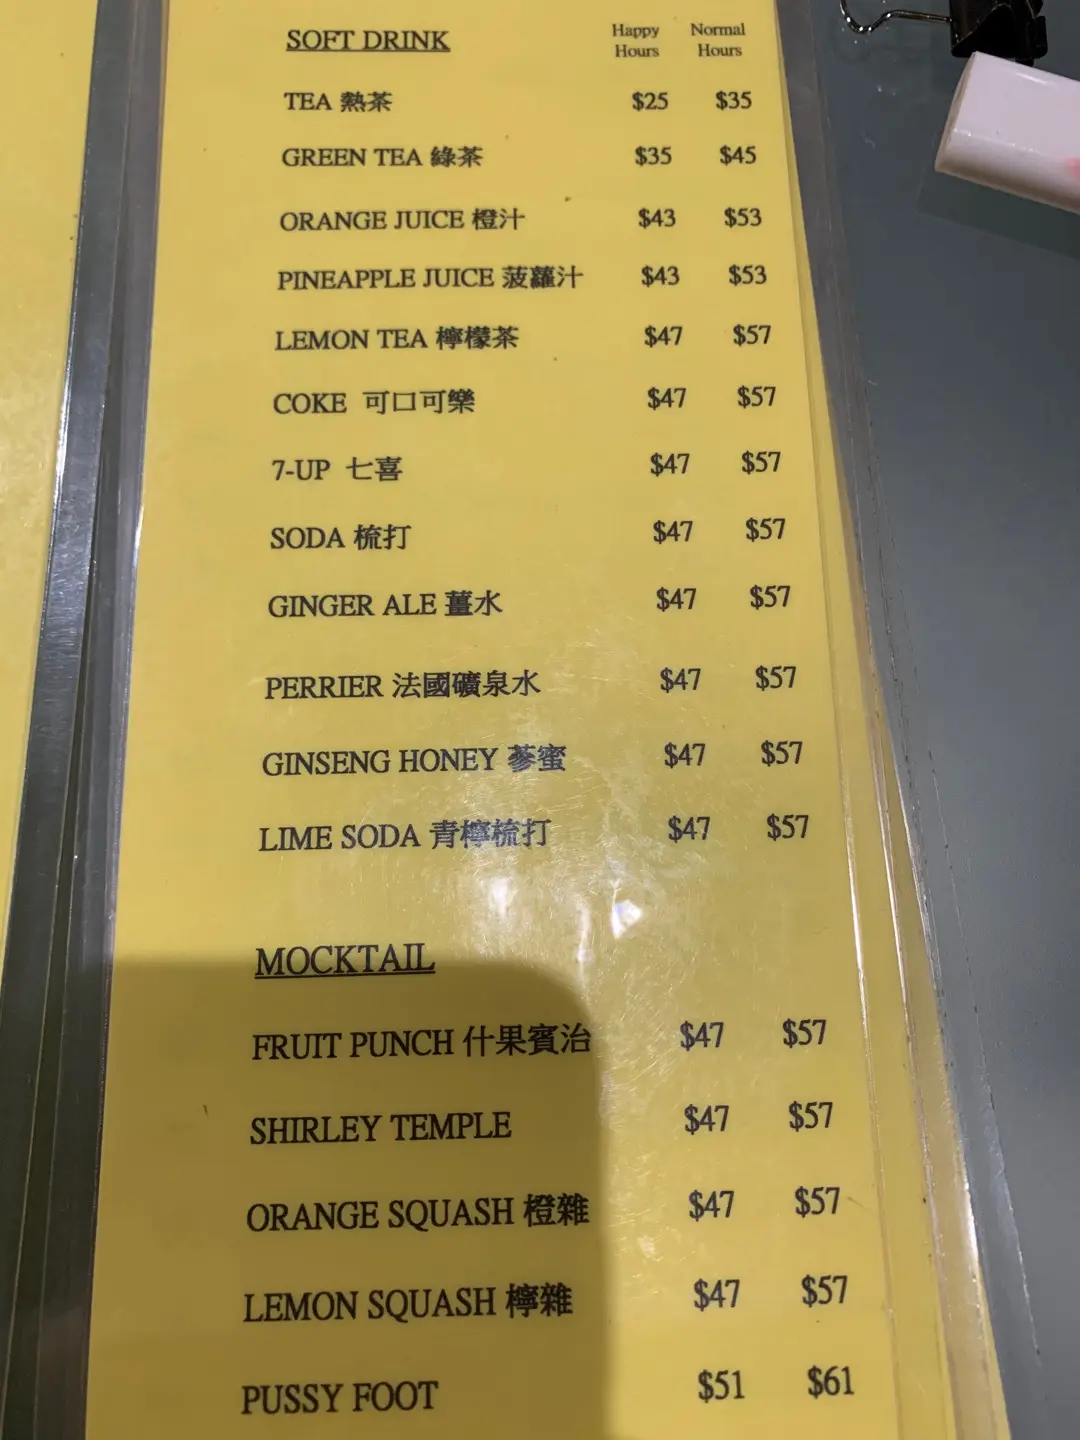 SOFT DRINK Happy Hours Normal Hours
TEA 熱茶 $25 $35
GREEN TEA 綠茶 $35 $45
ORANGE JUICE 橙汁 $43 $53
PINEAPPLE JUICE 菠蘿汁 $43 $53
LEMON TEA 檸檬茶 $47 $57
COKE 可口可樂 $47 $57
7-UP 七喜 $47 $57
SODA 梳打 $47 $57
GINGER ALE 薑水 $47 $57
PERRIER 法國礦泉水 $47 $57
GINSENG HONEY 蔘蜜 $47 $57
LIME SODA 青檸梳打 $47 $57
MOCKTAIL
FRUIT PUNCH 什果賓治 $47 $57
SHIRLEY TEMPLE $47 $57
ORANGE SQUASH 橙雜 $47 $57
LEMON SQUASH 檸雜 $47 $57
PUSSY FOOT $51 $61